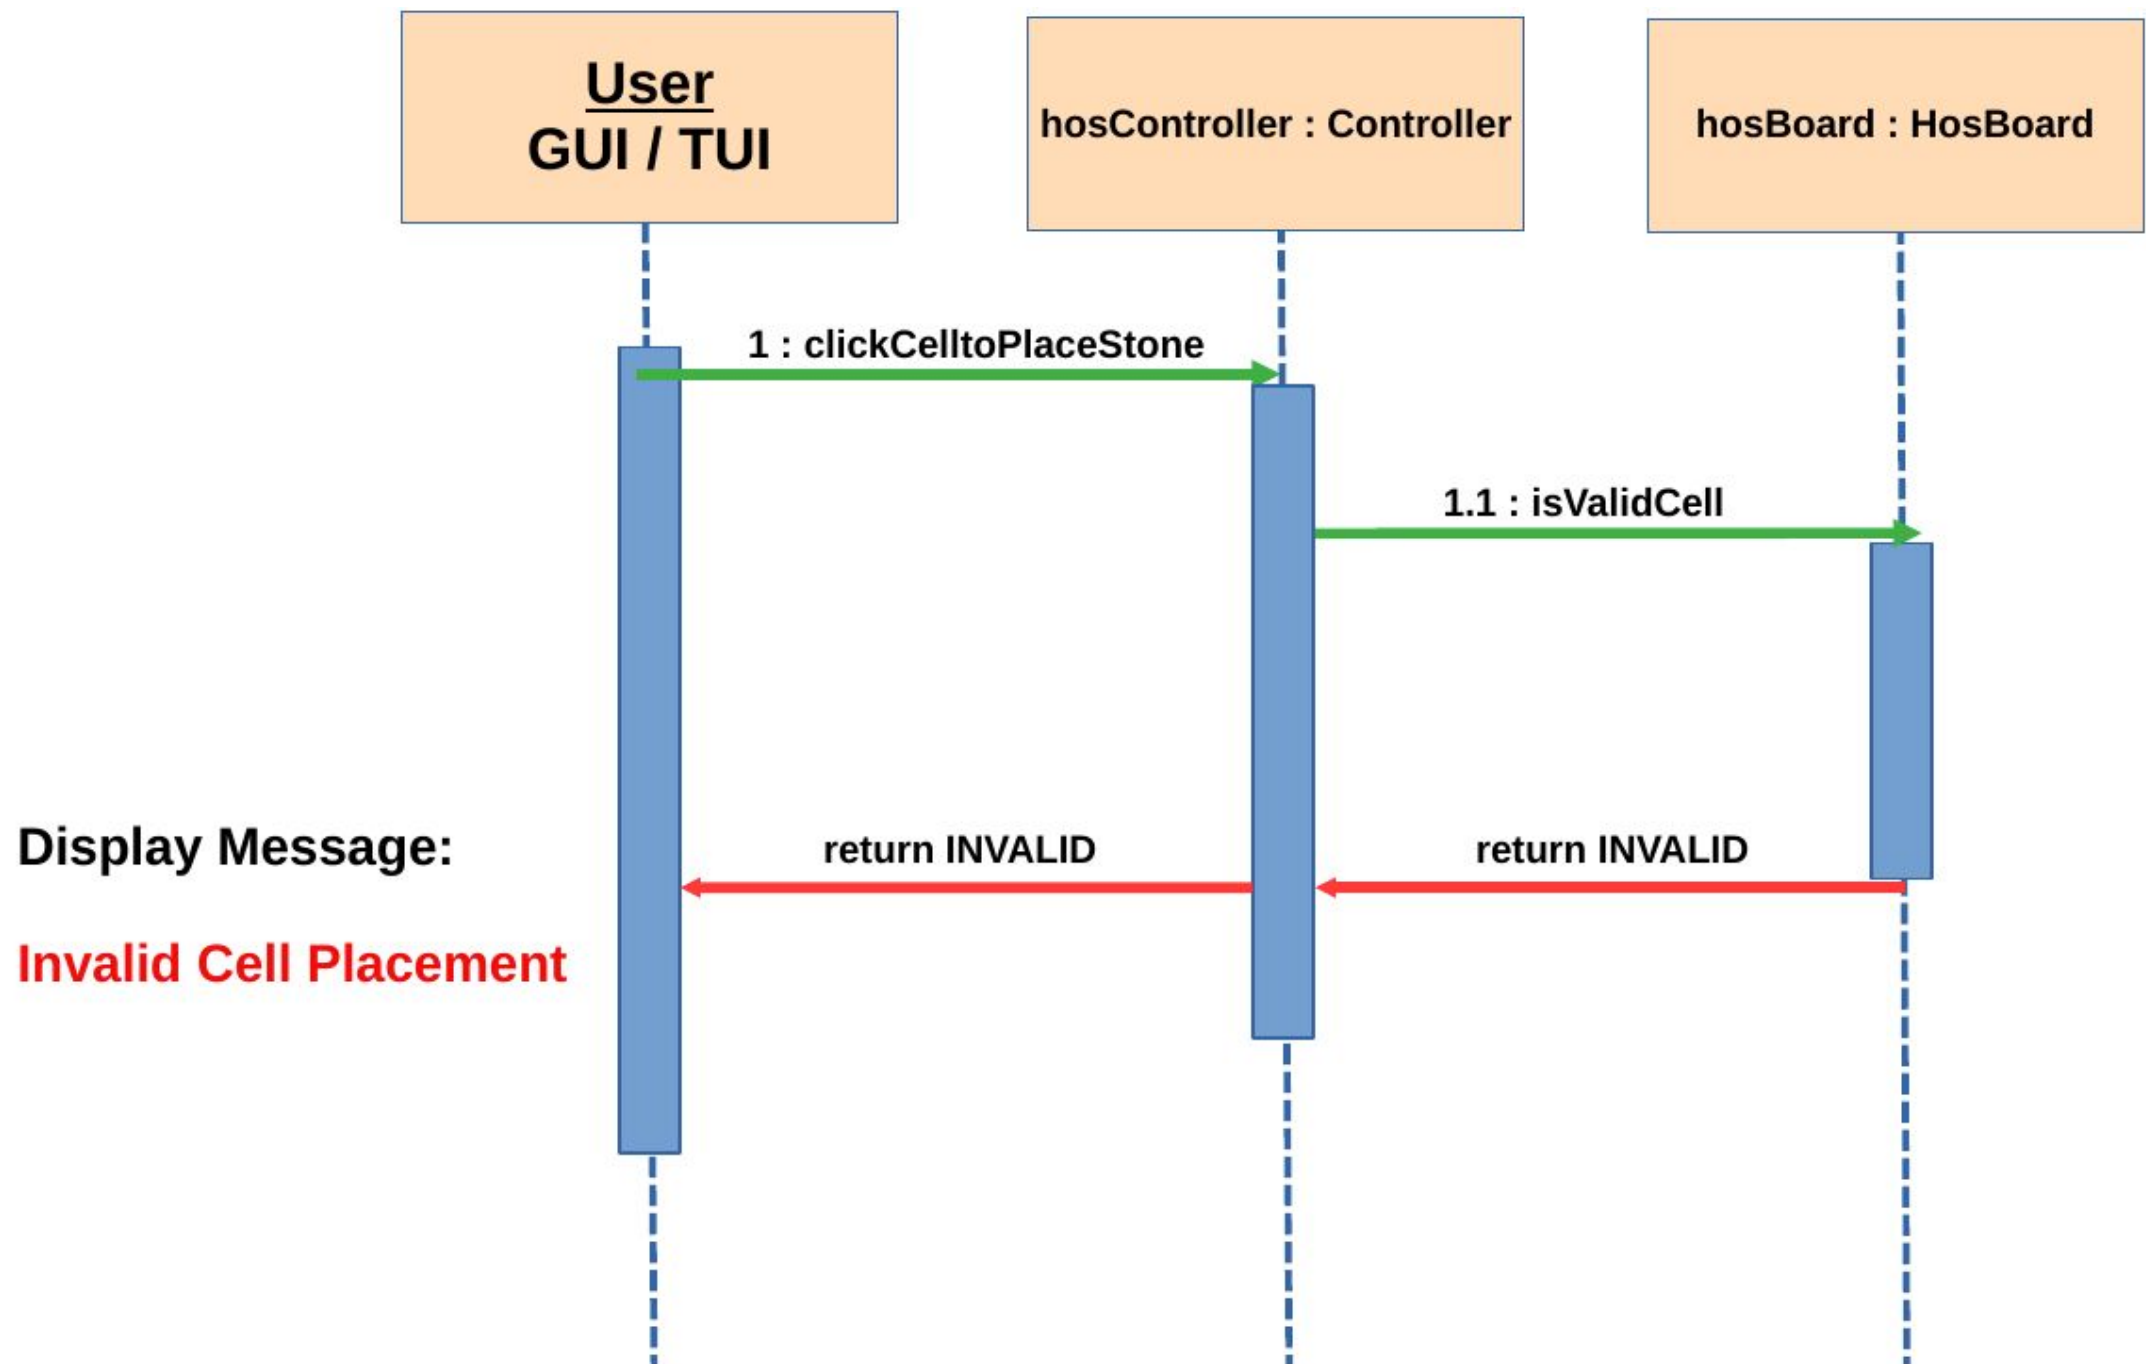 User
GUI / TUI
hosController : Controller
hosBoard : HosBoard
1 : clickCelltoPlaceStone
1.1 : isValidCell
Display Message:
return INVALID
return INVALID
Invalid Cell Placement